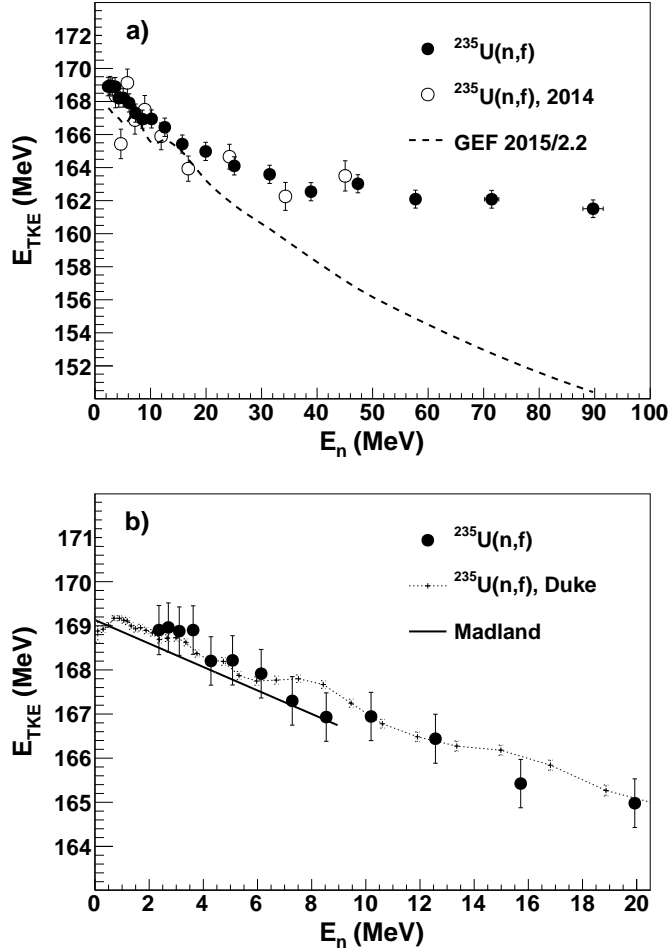 a)
²³⁵U(n,f)
²³⁵U(n,f), 2014
GEF 2015/2.2
E_TKE (MeV)
172
170
168
166
164
162
160
158
156
154
152
0 10 20 30 40 50 60 70 80 90 100
E_n (MeV)
b)
²³⁵U(n,f)
²³⁵U(n,f), Duke
Madland
E_TKE (MeV)
171
170
169
168
167
166
165
164
0 2 4 6 8 10 12 14 16 18 20
E_n (MeV)